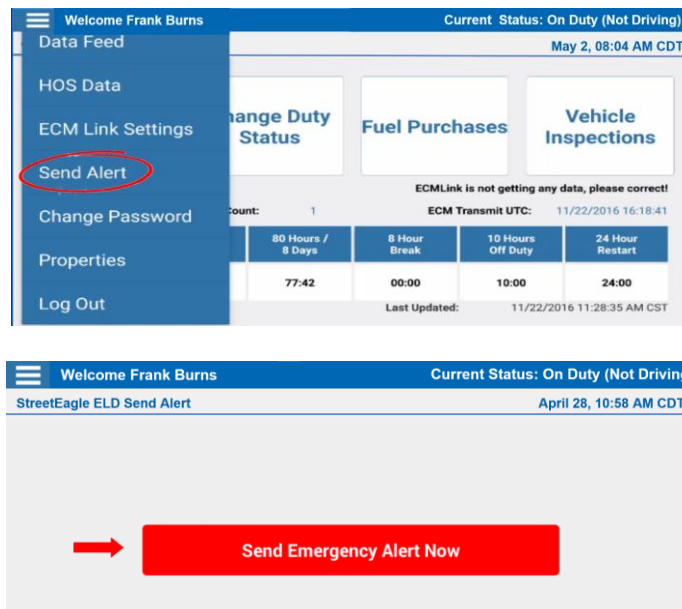 Welcome Frank Burns Current Status: On Duty (Not Driving)
Data Feed May 2, 08:04 AM CDT
HOS Data
ECM Link Settings
Send Alert
Change Password
Properties
Log Out
ange Duty
Status
Fuel Purchases
Vehicle
Inspections
ECMLink is not getting any data, please correct!
Count: 1 ECM Transmit UTC: 11/22/2016 16:18:41
80 Hours /
8 Days
8 Hour
Break
10 Hours
Off Duty
24 Hour
Restart
77:42 00:00 10:00 24:00
Last Updated: 11/22/2016 11:28:35 AM CST
Welcome Frank Burns Current Status: On Duty (Not Driving
StreetEagle ELD Send Alert April 28, 10:58 AM CDT
Send Emergency Alert Now